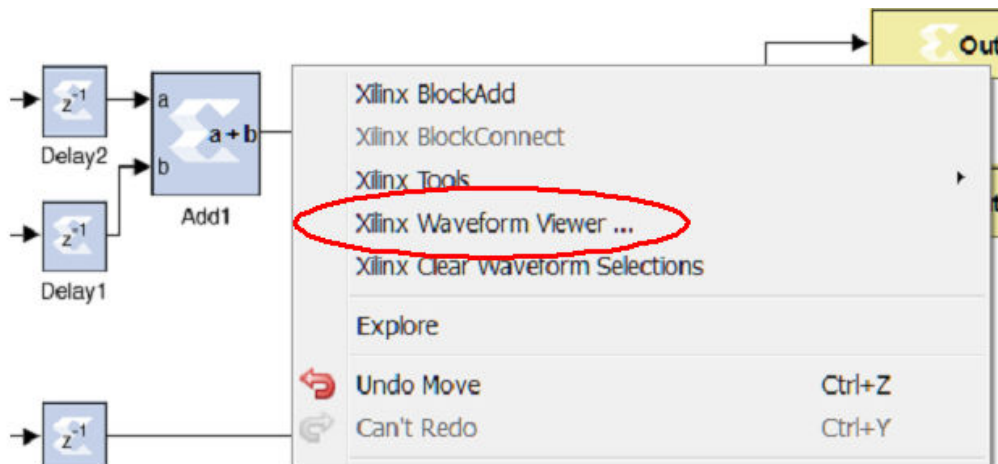 Out
Xilinx BlockAdd
z-1
a
a + b
Xilinx BlockConnect
Delay2
b
Xilinx Tools
Add1
Xilinx Waveform Viewer ...
z-1
Xilinx Clear Waveform Selections
Delay1
Explore
Undo Move Ctrl+Z
Can't Redo Ctrl+Y
z-1